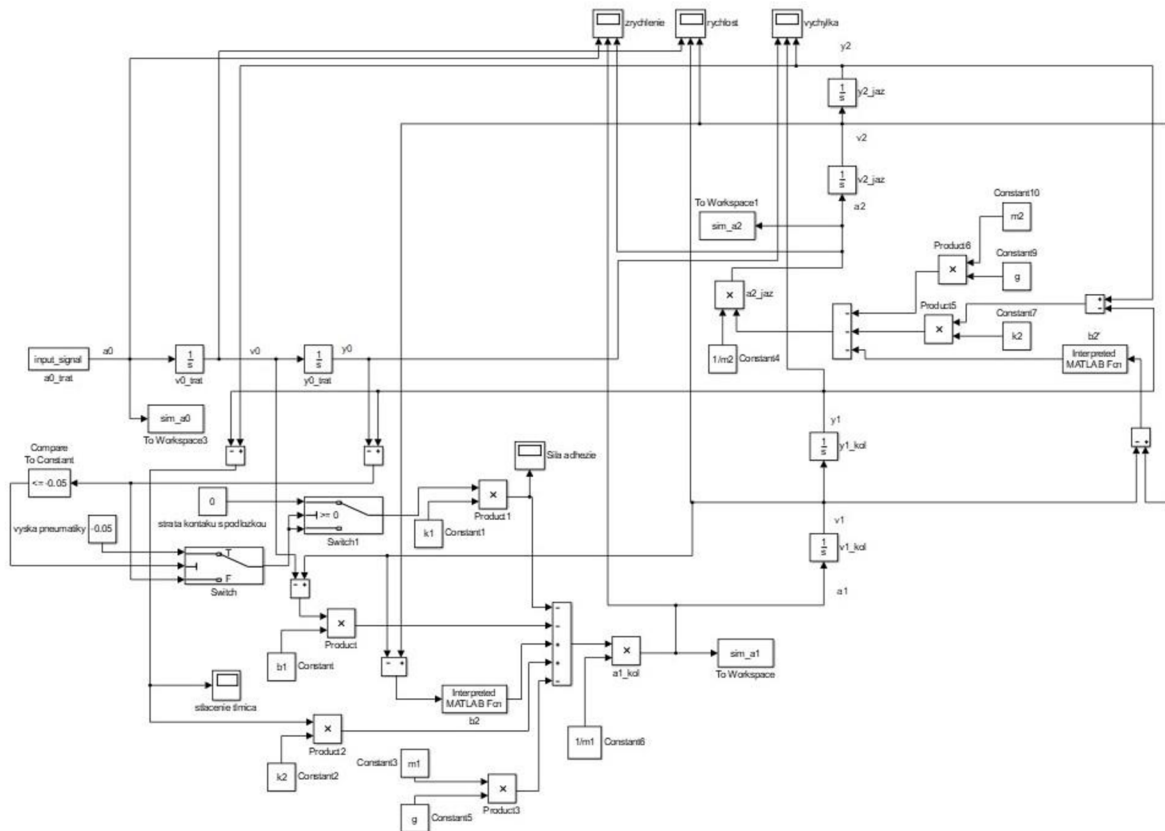 zrychlenie
rychlost
vychylka
y2
1
s
y2_jaz
v2
1
s
v2_jaz
a2
To Workspace1
sim_a2
Constant10
m2
Product6
×
Constant9
g
a2_jaz
×
Product5
×
Constant7
k2
1/m2
Constant4
b2'
Interpreted
MATLAB Fcn
input_signal
a0
a0_trat
1
s
v0_trat
v0
1
s
y0_trat
y0
sim_a0
To Workspace3
y1
1
s
y1_kol
Compare
To Constant
<= -0.05
Sila adhezie
0
strata kontaku s podlozkou
>= 0
Switch1
×
Product1
k1
Constant1
vyska pneumatiky
-0.05
T
F
Switch
v1
1
s
v1_kol
a1
×
Product
b1
Constant
×
a1_kol
sim_a1
To Workspace
stlacenie tlmica
Interpreted
MATLAB Fcn
b2
×
Product2
k2
Constant2
1/m1
Constant6
Constant3
m1
×
Product3
g
Constant5